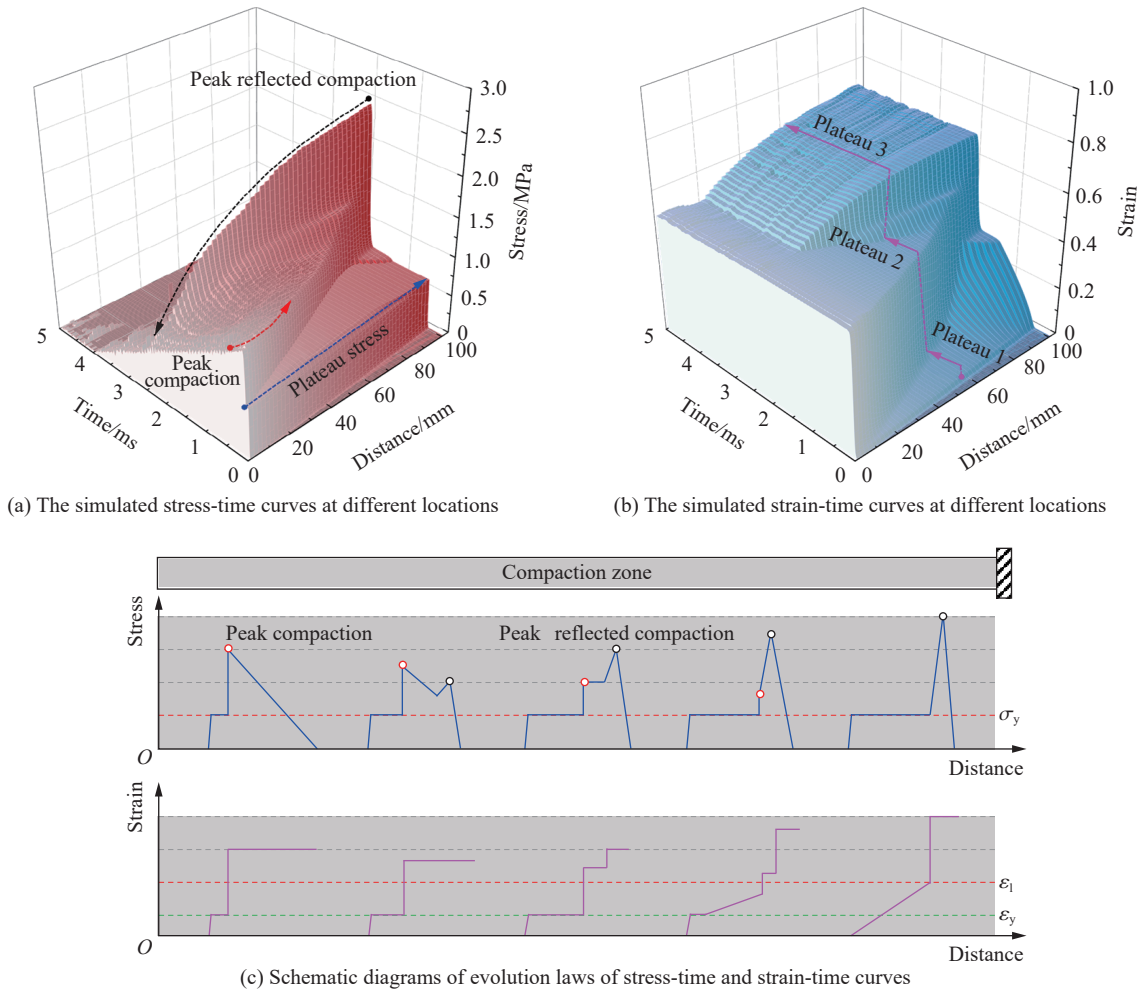 Peak reflected compaction
3.0
2.5
2.0
1.5
1.0
0.5
0
Stress/MPa
Peak
compaction
Plateau stress
5
4
3
2
1
0
Time/ms
0
20
40
60
80
100
Distance/mm
(a) The simulated stress-time curves at different locations
Plateau 3
Plateau 2
Plateau 1
1.0
0.8
0.6
0.4
0.2
0
Strain
5
4
3
2
1
0
Time/ms
0
20
40
60
80
100
Distance/mm
(b) The simulated strain-time curves at different locations
Compaction zone
Stress
Peak compaction
Peak reflected compaction
σy
O
Distance
Strain
εl
εy
O
Distance
(c) Schematic diagrams of evolution laws of stress-time and strain-time curves